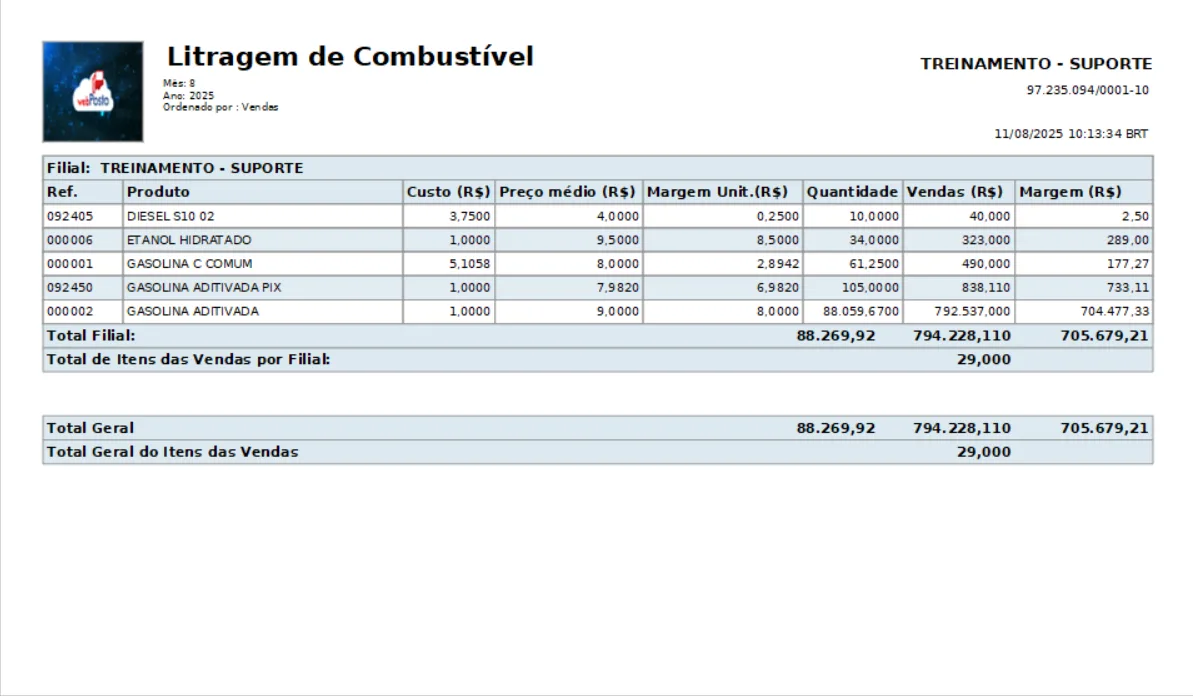 Litragem de Combustível
Mês: 8
Ano: 2025
Ordenado por : Vendas
webPosto
TREINAMENTO - SUPORTE
97.235.094/0001-10
11/08/2025 10:13:34 BRT
Filial: TREINAMENTO - SUPORTE
Ref. Produto Custo (R$) Preço médio (R$) Margem Unit.(R$) Quantidade Vendas (R$) Margem (R$)
092405 DIESEL S10 02 3,7500 4,0000 0,2500 10,0000 40,000 2,50
000006 ETANOL HIDRATADO 1,0000 9,5000 8,5000 34,0000 323,000 289,00
000001 GASOLINA C COMUM 5,1058 8,0000 2,8942 61,2500 490,000 177,27
092450 GASOLINA ADITIVADA PIX 1,0000 7,9820 6,9820 105,0000 838,110 733,11
000002 GASOLINA ADITIVADA 1,0000 9,0000 8,0000 88.059,6700 792.537,000 704.477,33
Total Filial: 88.269,92 794.228,110 705.679,21
Total de Itens das Vendas por Filial: 29,000
Total Geral 88.269,92 794.228,110 705.679,21
Total Geral do Itens das Vendas 29,000